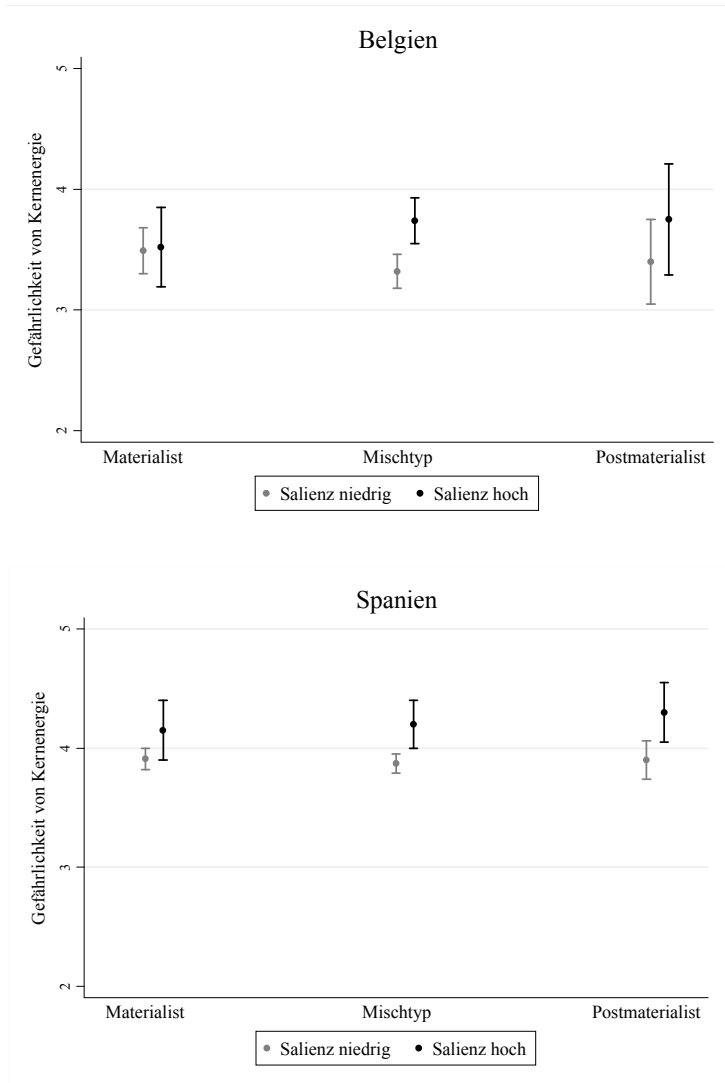 Belgien
Gefährlichkeit von Kernenergie
5
4
3
2
Materialist Mischtyp Postmaterialist
Salienz niedrig Salienz hoch
Spanien
Gefährlichkeit von Kernenergie
5
4
3
2
Materialist Mischtyp Postmaterialist
Salienz niedrig Salienz hoch